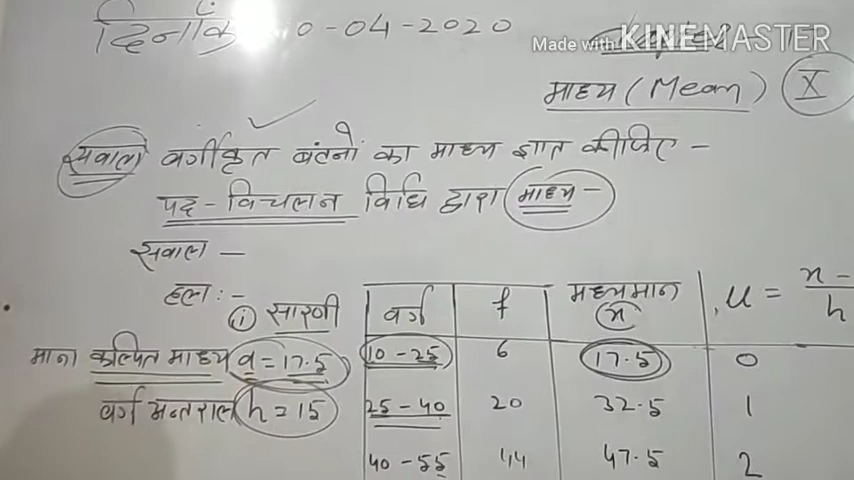 दिनांक 0-04-2020
Made with KINEMASTER
माध्य (Mean) X
सवाल वर्गीकृत बंटनों का माध्य ज्ञात कीजिए -
पद - विचलन विधि द्वारा माध्य -
सवाल -
हल :-
① सारणी वर्ग f मध्यमान (x) , u = x - / h
माना कल्पित माध्य a = 17.5 10 - 25 6 17.5 0
वर्ग अन्तराल h = 15 25 - 40 20 32.5 1
40 - 55 44 47.5 2